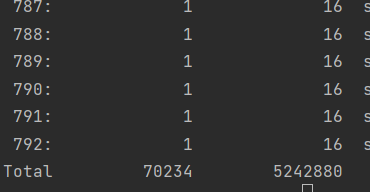 787: 1 16 s
788: 1 16 s
789: 1 16 s
790: 1 16 s
791: 1 16 s
792: 1 16 s
Total 70234 5242880